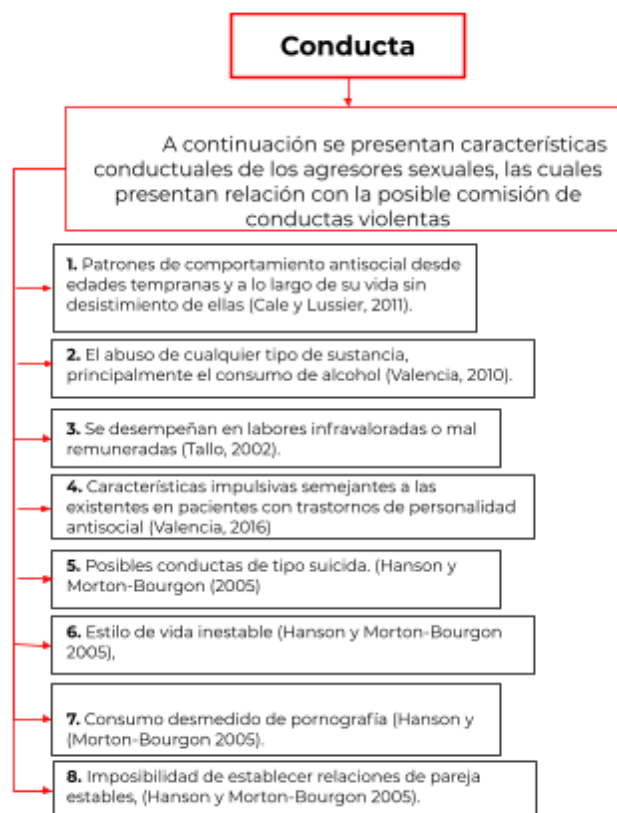 Conducta
A continuación se presentan características
conductuales de los agresores sexuales, las cuales
presentan relación con la posible comisión de
conductas violentas
1. Patrones de comportamiento antisocial desde
edades tempranas y a lo largo de su vida sin
desistimiento de ellas (Cale y Lussier, 2011).
2. El abuso de cualquier tipo de sustancia,
principalmente el consumo de alcohol (Valencia, 2010).
3. Se desempeñan en labores infravaloradas o mal
remuneradas (Tallo, 2002).
4. Características impulsivas semejantes a las
existentes en pacientes con trastornos de personalidad
antisocial (Valencia, 2016)
5. Posibles conductas de tipo suicida. (Hanson y
Morton-Bourgon (2005)
6. Estilo de vida inestable (Hanson y Morton-Bourgon
2005),
7. Consumo desmedido de pornografía (Hanson y
(Morton-Bourgon 2005).
8. Imposibilidad de establecer relaciones de pareja
estables, (Hanson y Morton-Bourgon 2005).